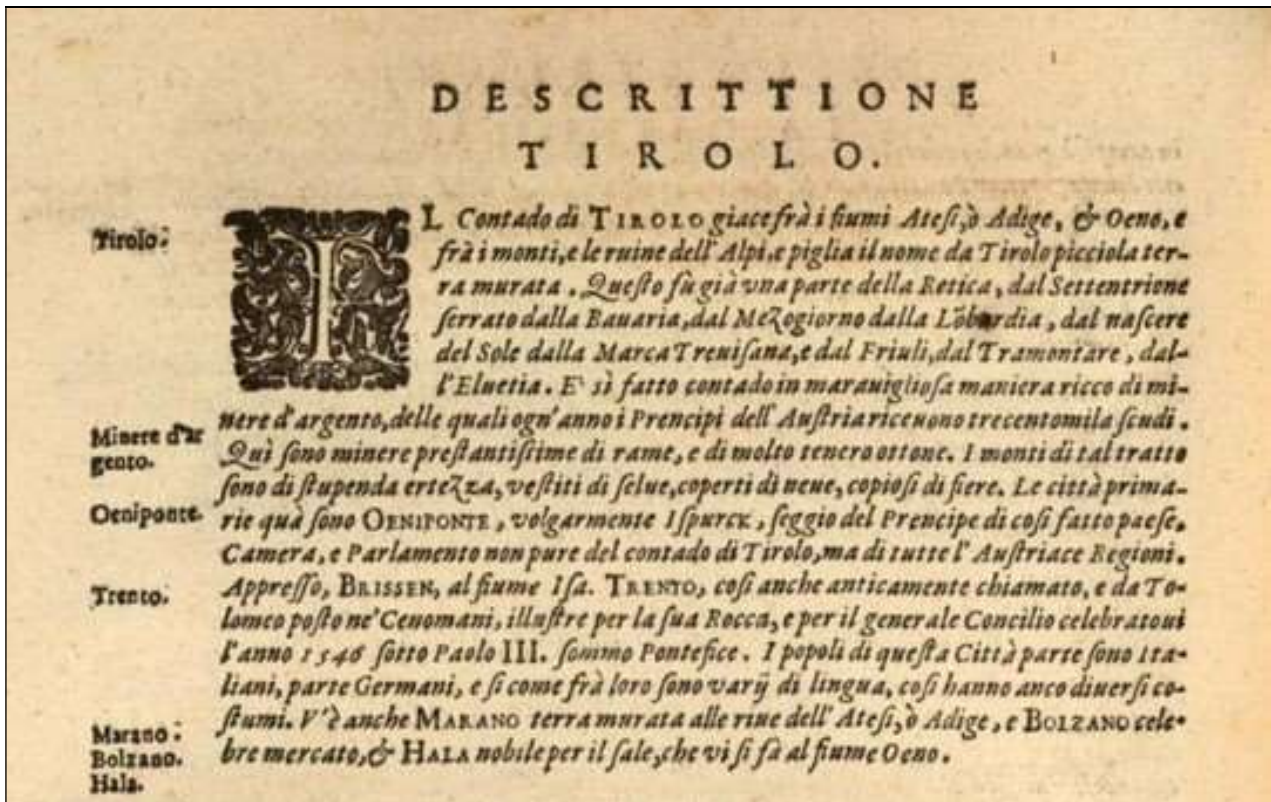 DESCRITTIONE
TIROLO.
Tirolo.
IL Contado di TIROLO giace frà i fiumi Atesi, ò Adige, & Oeno, e
frà i monti, e le ruine dell'Alpi, e piglia il nome da Tirolo picciola ter-
ra murata. Queſto fù già vna parte della Retica, dal Settentrione
ſerrato dalla Bauaria, dal Mezogiorno dalla Lōbardia, dal naſcere
del Sole dalla Marca Treuiſana, e dal Friuli, dal Tramontare, dal-
l'Eluetia. E' sì fatto contado in marauiglioſa maniera ricco di mi-
Minere d'ar
gento.
nere d'argento, delle quali ogn'anno i Prencipi dell'Auſtria riceuono trecentomila ſcudi.
Quì ſono minere preſtantiſsime di rame, e di molto tenero ottone. I monti di tal tratto
ſono di ſtupenda ertezza, veſtiti di ſelue, coperti di neue, copioſi di fiere. Le città prima-
Oeniponte.
rie quà ſono OENIPONTE, volgarmente Iſpurck, ſeggio del Prencipe di coſi fatto paeſe,
Camera, e Parlamento non pure del contado di Tirolo, ma di tutte l'Auſtriace Regioni.
Trento.
Appreſſo, BRISSEN, al fiume Iſa. TRENTO, coſi anche anticamente chiamato, e da To-
lomeo poſto ne' Cenomani, illuſtre per la ſua Rocca, e per il generale Concilio celebratoui
l'anno 1546 ſotto Paolo III. ſommo Pontefice. I popoli di queſta Città parte ſono Ita-
liani, parte Germani, e ſi come frà loro ſono varij di lingua, coſi hanno anco diuerſi co-
ſtumi. V'è anche MARANO terra murata alle riue dell'Ateſi, ò Adige, e BOLZANO cele-
bre mercato, & HALA nobile per il ſale, che vi ſi fà al fiume Oeno.
Marano.
Bolzano.
Hala.